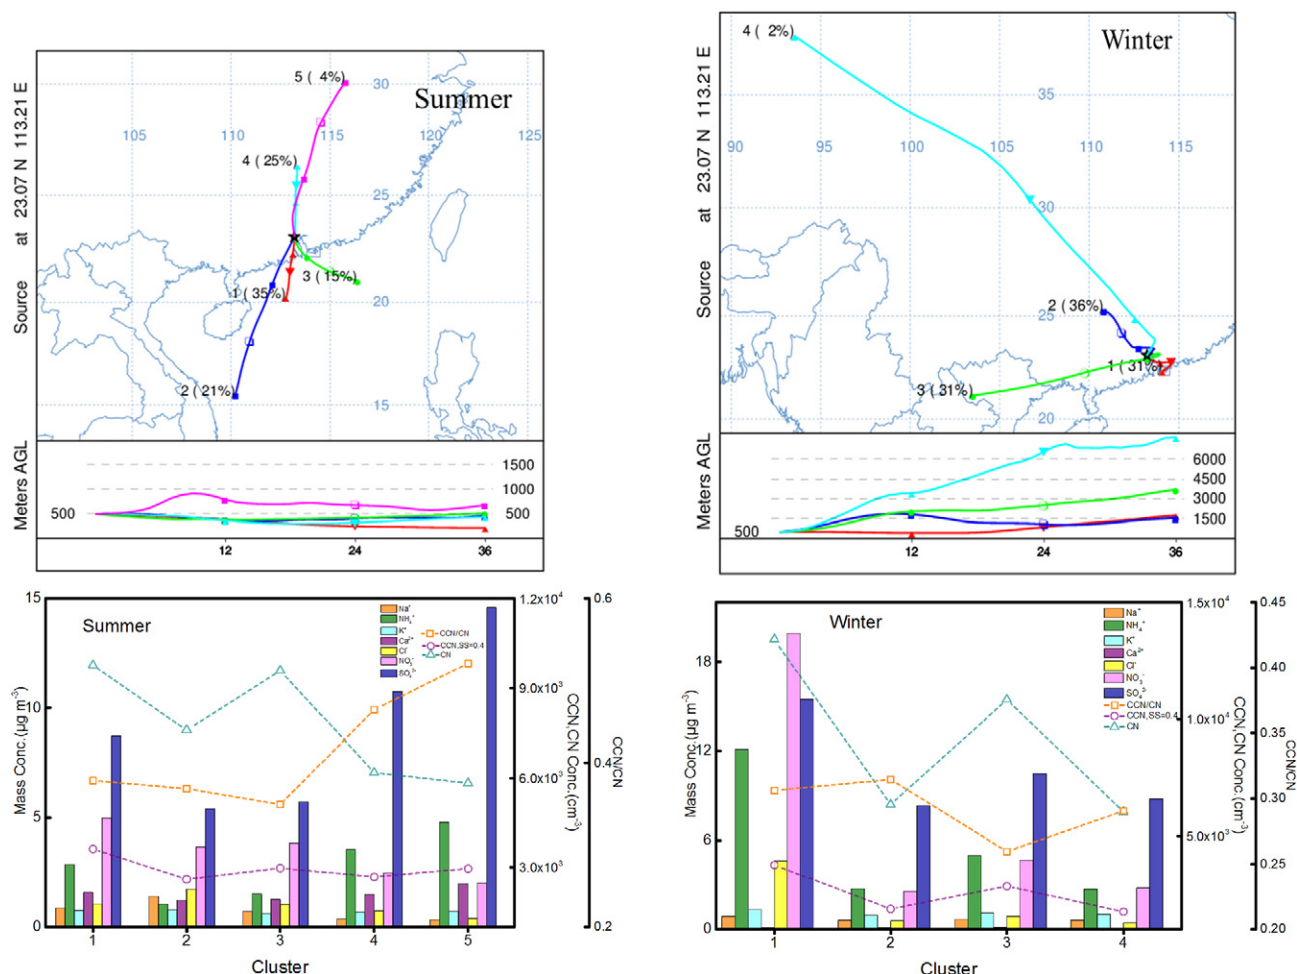 Source at 23.07 N 113.21 E
Summer
5 ( 4%)
30
105
110
115
120
125
4 ( 25%)
25
3 ( 15%)
1 ( 35%)
20
2 ( 21%)
15
Meters AGL
1500
1000
500
500
12
24
36
Source at 23.07 N 113.21 E
Winter
4 ( 2%)
35
90
95
100
105
110
115
30
2 ( 36%)
25
1 ( 31%)
3 ( 31%)
20
Meters AGL
6000
4500
3000
1500
500
12
24
36
Summer
Mass Conc.(μg m⁻³)
15
10
5
0
Na⁺
NH₄⁺
K⁺
Ca²⁺
Cl⁻
NO₃⁻
SO₄²⁻
CCN/CN
CCN,SS=0.4
CN
1.2x10⁴
9.0x10³
6.0x10³
3.0x10³
CCN,CN Conc.(cm⁻³)
0.6
0.4
0.2
CCN/CN
1
2
3
4
5
Cluster
Winter
Mass Conc.(μg m⁻³)
18
12
6
0
Na⁺
NH₄⁺
K⁺
Ca²⁺
Cl⁻
NO₃⁻
SO₄²⁻
CCN/CN
CCN,SS=0.4
CN
1.5x10⁴
1.0x10⁴
5.0x10³
CCN,CN Conc.(cm⁻³)
0.45
0.40
0.35
0.30
0.25
0.20
CCN/CN
1
2
3
4
Cluster